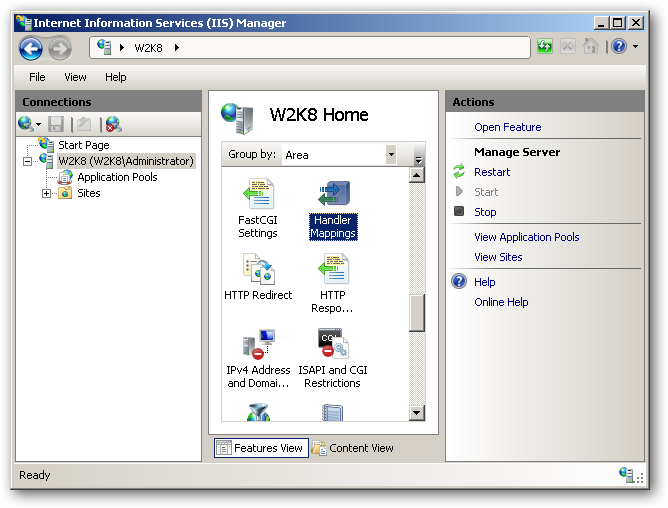 Internet Information Services (IIS) Manager
W2K8
File View Help
Connections
Start Page
W2K8 (W2K8\Administrator)
Application Pools
Sites
W2K8 Home
Group by: Area
FastCGI
Settings
Handler
Mappings
HTTP Redirect
HTTP
Respo...
IPv4 Address
and Domai...
ISAPI and CGI
Restrictions
CGI
Features View
Content View
Actions
Open Feature
Manage Server
Restart
Start
Stop
View Application Pools
View Sites
Help
Online Help
Ready